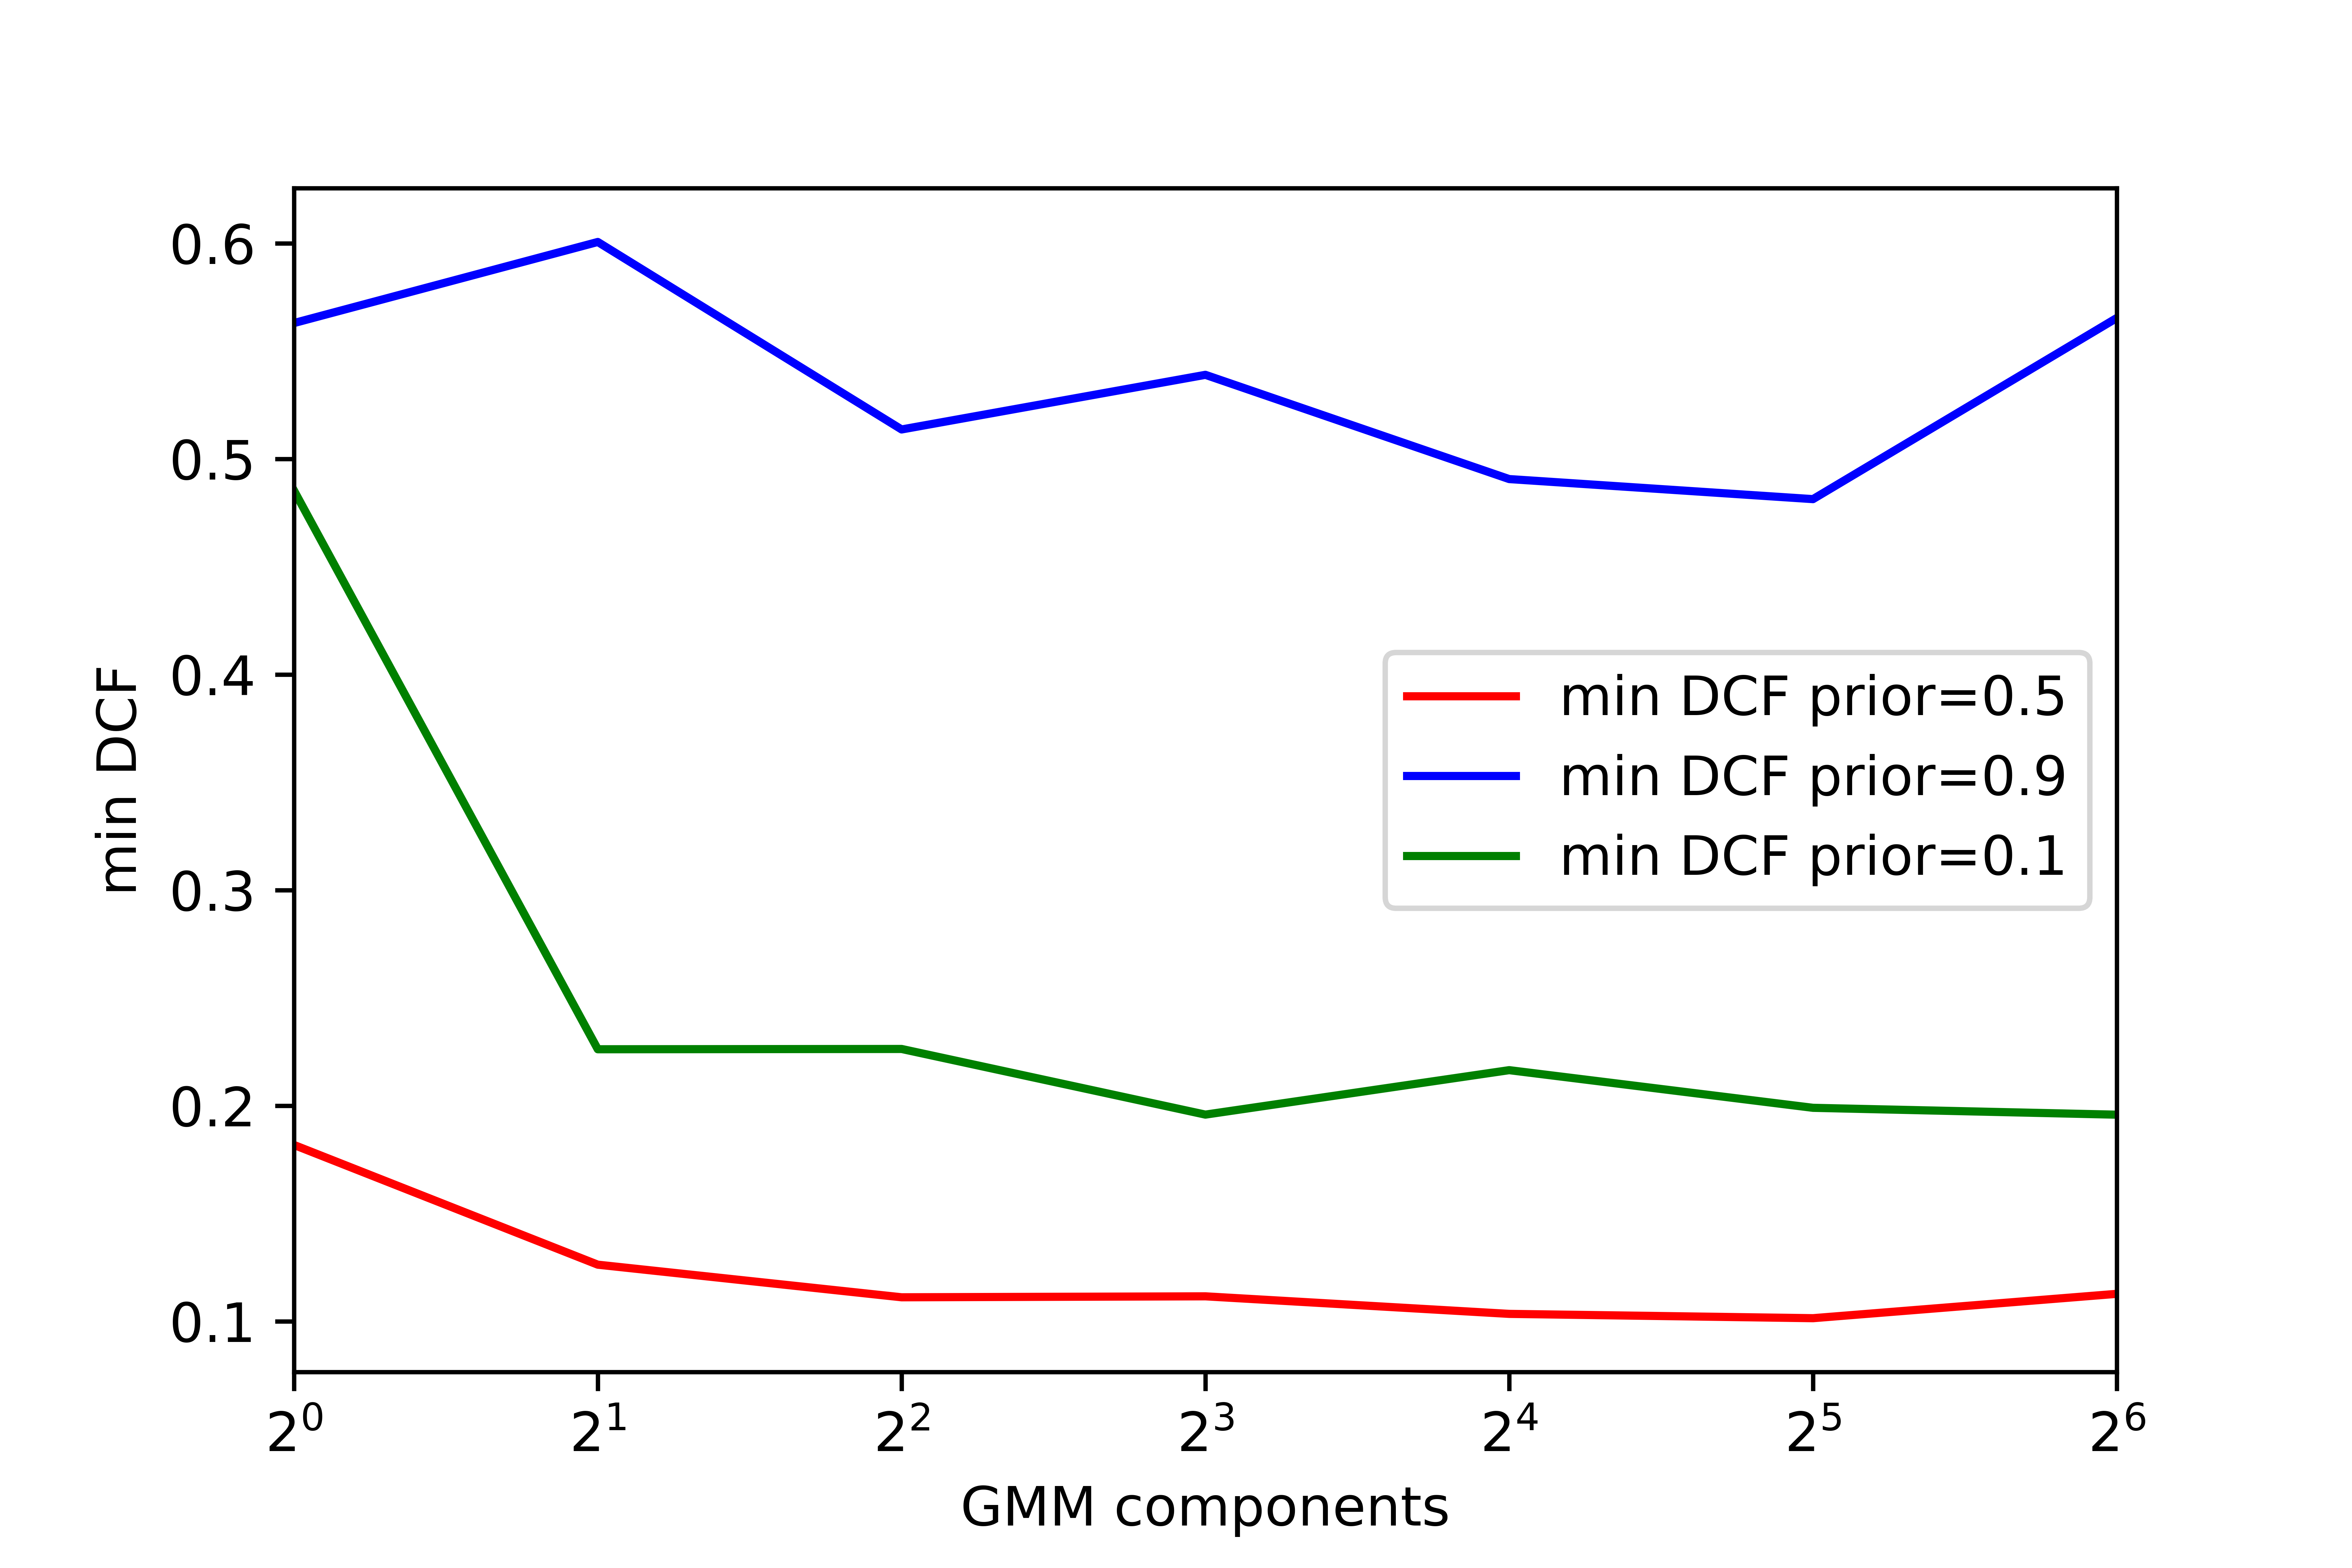 0.6
0.5
0.4
0.3
0.2
0.1
min DCF
min DCF prior=0.5
min DCF prior=0.9
min DCF prior=0.1
2⁰ 2¹ 2² 2³ 2⁴ 2⁵ 2⁶
GMM components